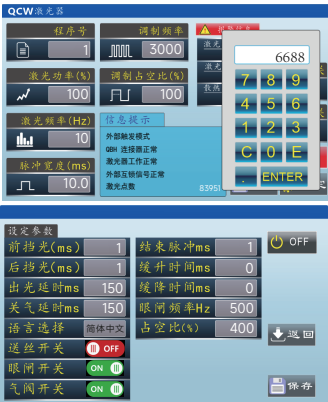 QCW激光器
程序号
1
调制频率
3000
激光功率(%)
100
调制占空比(%)
100
激光频率(Hz)
10
脉冲宽度(ms)
10.0
信息提示
外部触发模式
QBH 连接器正常
激光器工作正常
外部互锁信号正常
激光点数
83951
激光
激光
散热
6688
7 8 9
4 5 6
1 2 3
C 0 E
. ENTER
设定参数
前挡光(ms) 1
后挡光(ms) 1
出光延时ms 150
关气延时ms 150
语言选择 简体中文
送丝开关 OFF
眼闸开关 ON
气阀开关 ON
结束脉冲ms 1
缓升时间ms 0
缓降时间ms 0
眼闸频率Hz 500
占空比(%) 400
OFF
返回
保存